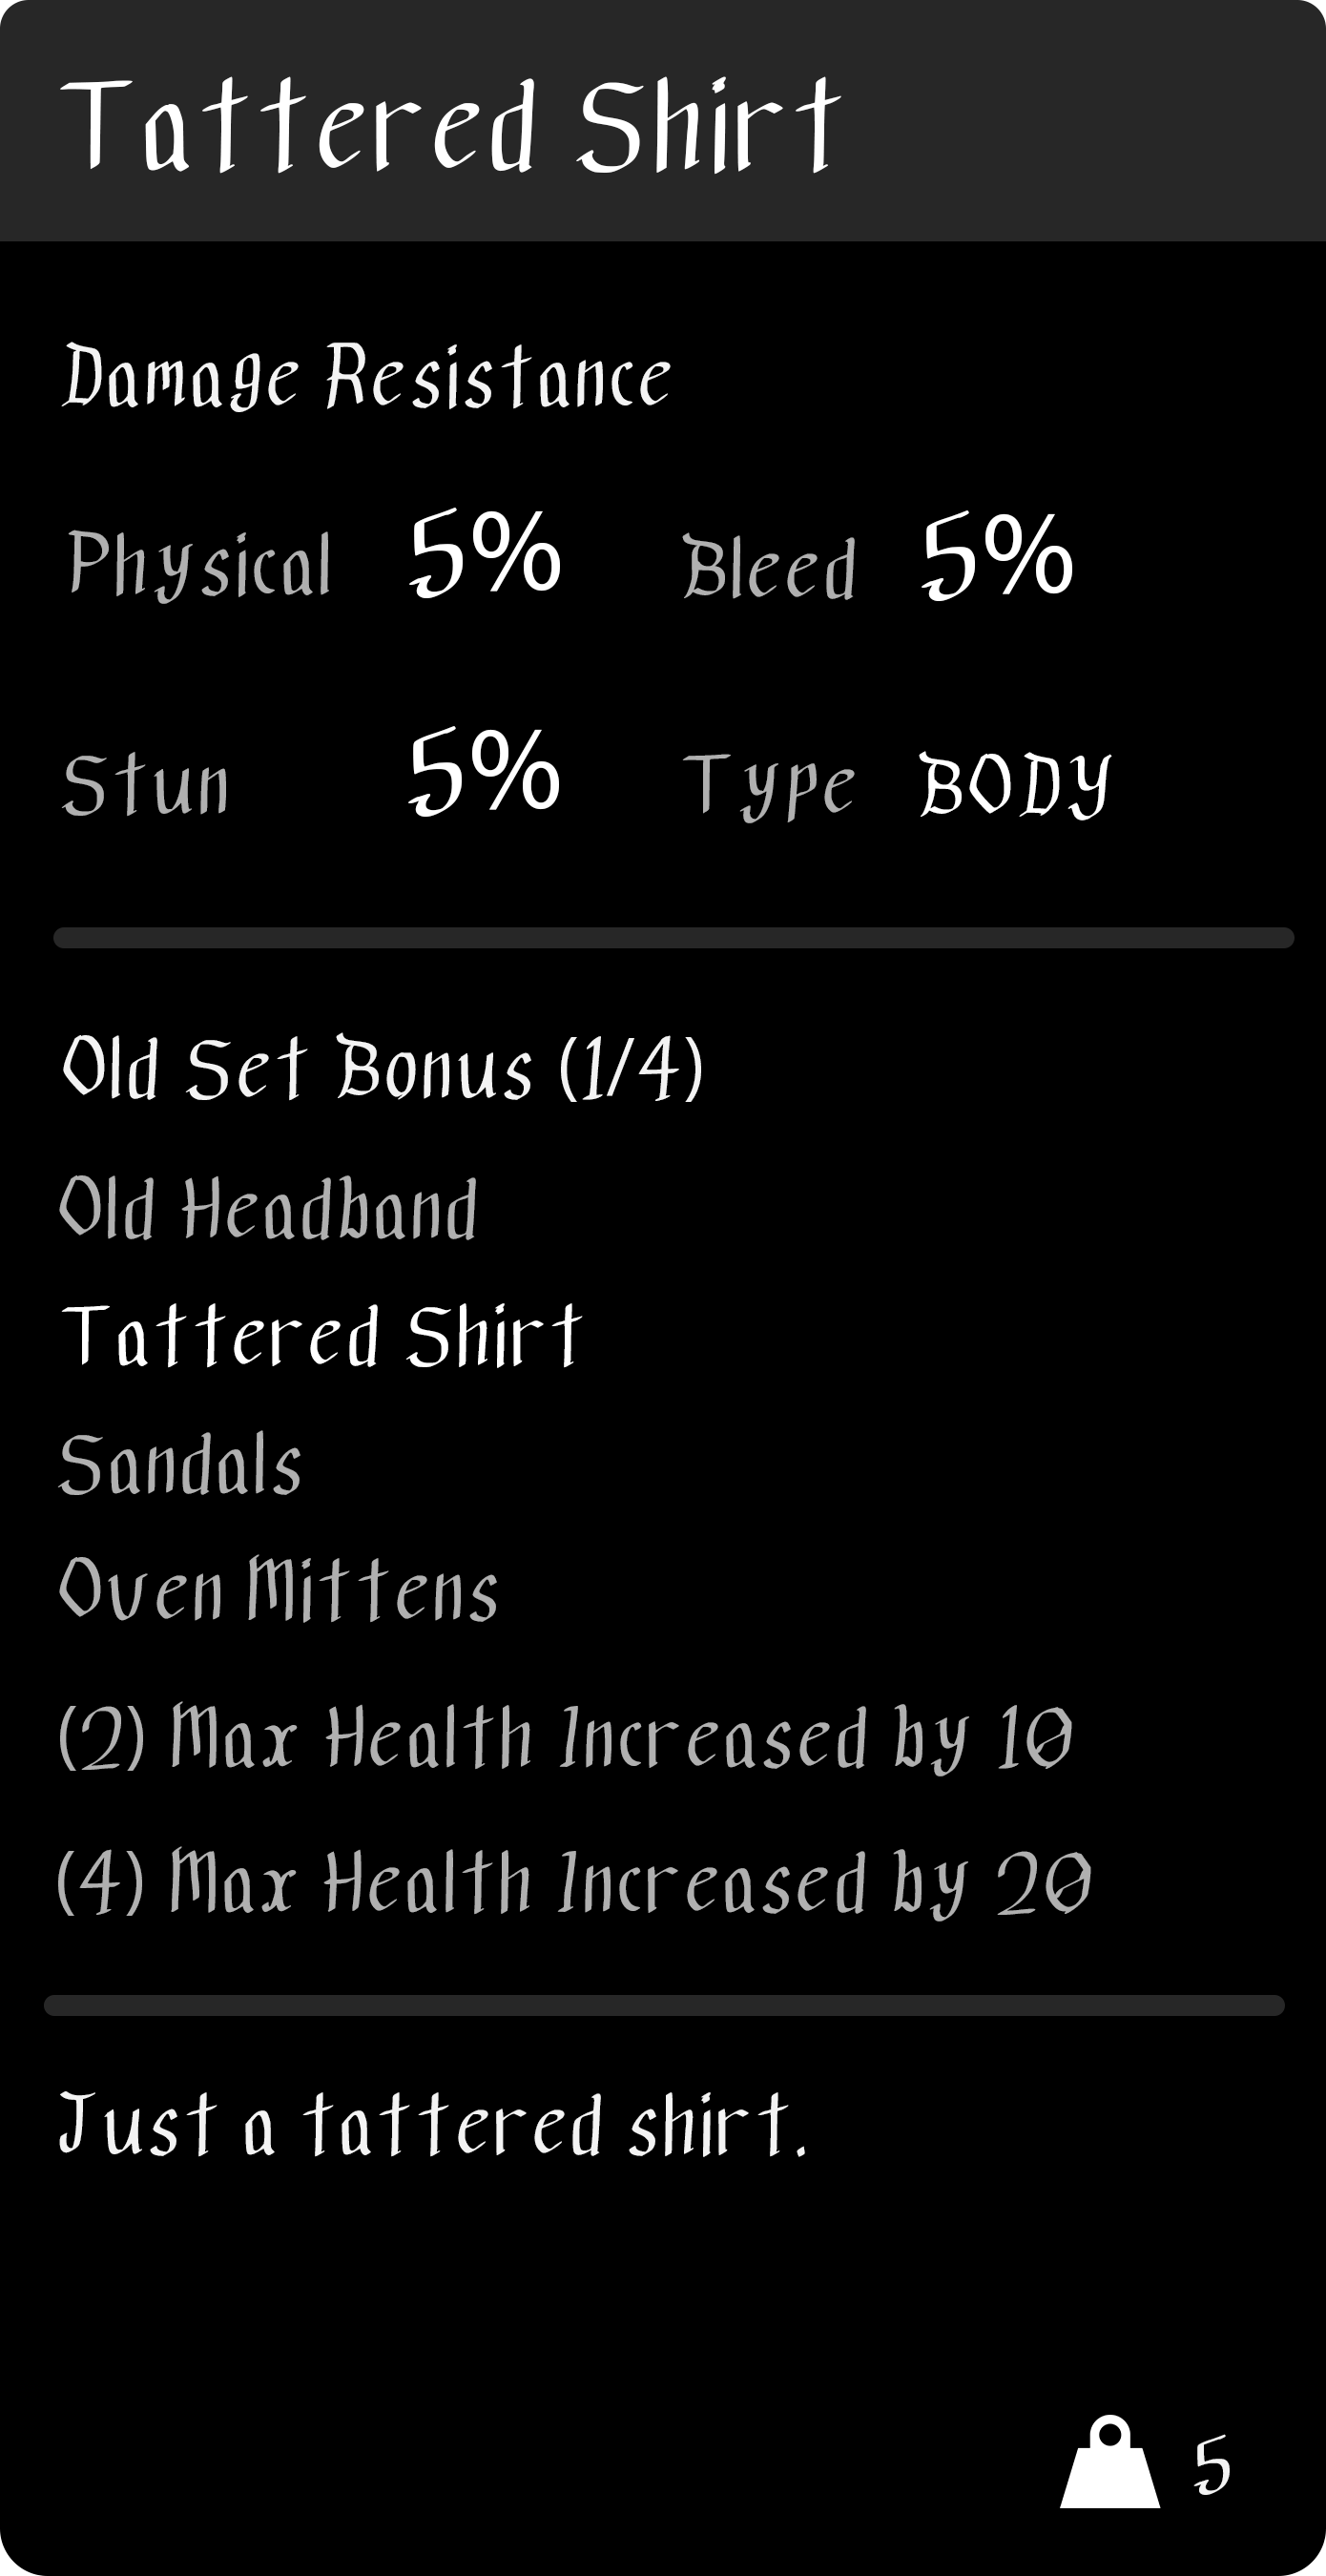 Tattered Shirt
Damage Resistance
Physical 5% Bleed 5%
Stun 5% Type BODY
Old Set Bonus (1/4)
Old Headband
Tattered Shirt
Sandals
Oven Mittens
(2) Max Health Increased by 10
(4) Max Health Increased by 20
Just a tattered shirt.
5